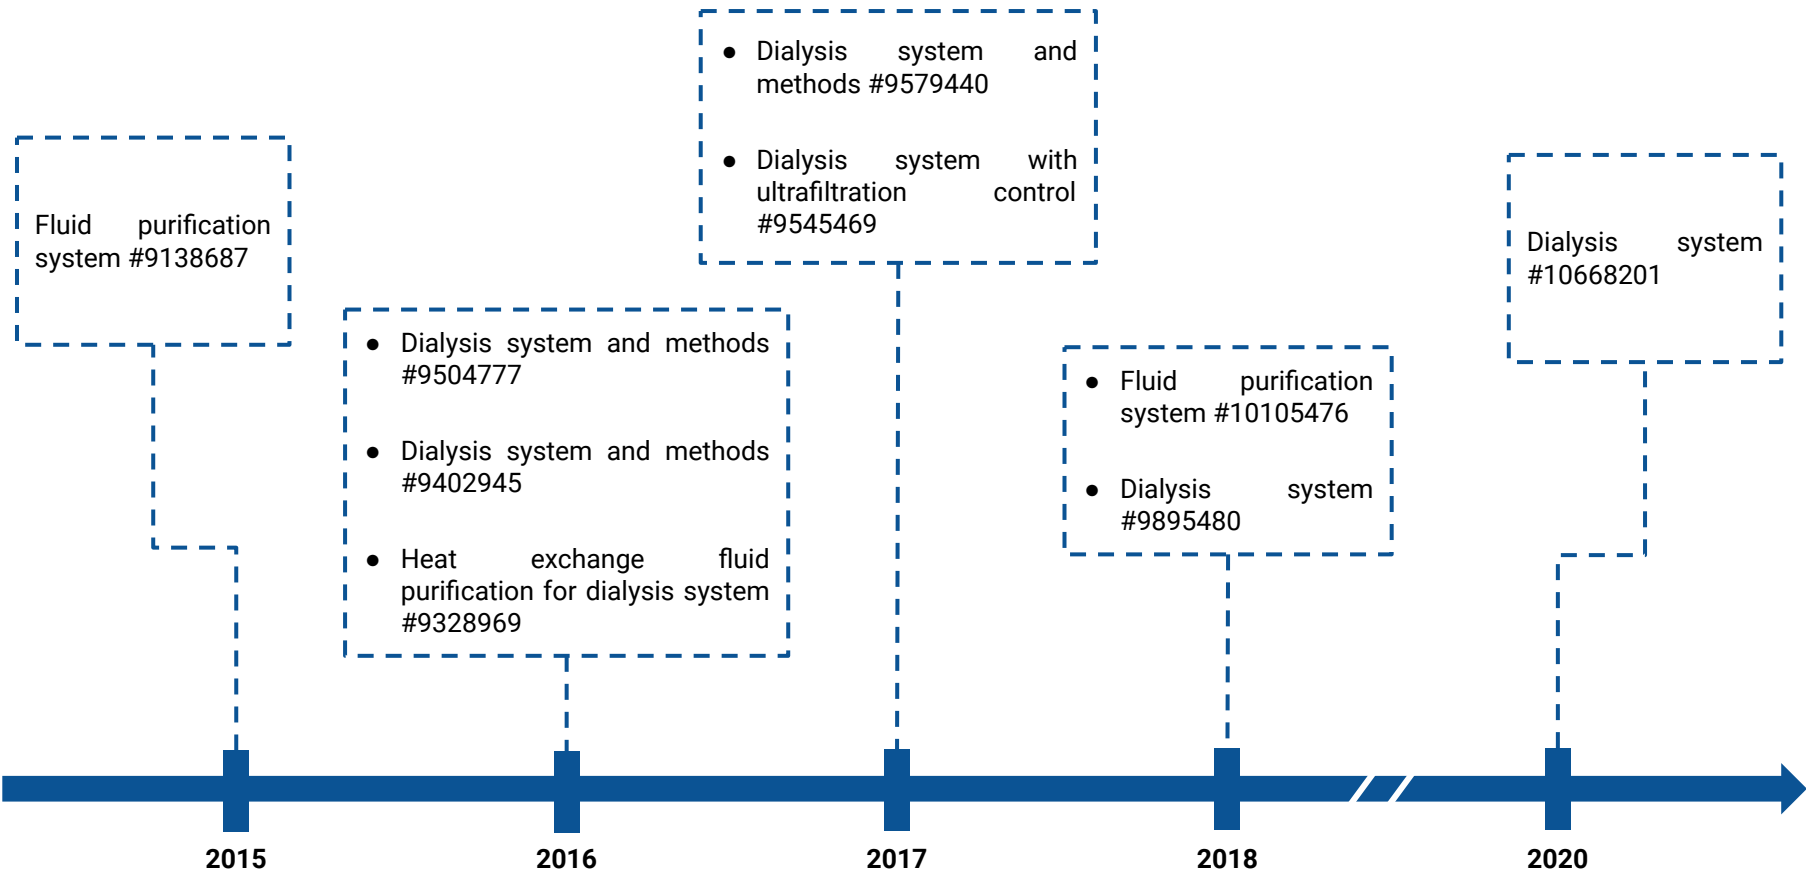 Fluid purification
system #9138687
● Dialysis system and methods
#9504777
● Dialysis system and methods
#9402945
● Heat exchange fluid
purification for dialysis system
#9328969
● Dialysis system and
methods #9579440
● Dialysis system with
ultrafiltration control
#9545469
● Fluid purification
system #10105476
● Dialysis system
#9895480
Dialysis system
#10668201
2015
2016
2017
2018
2020